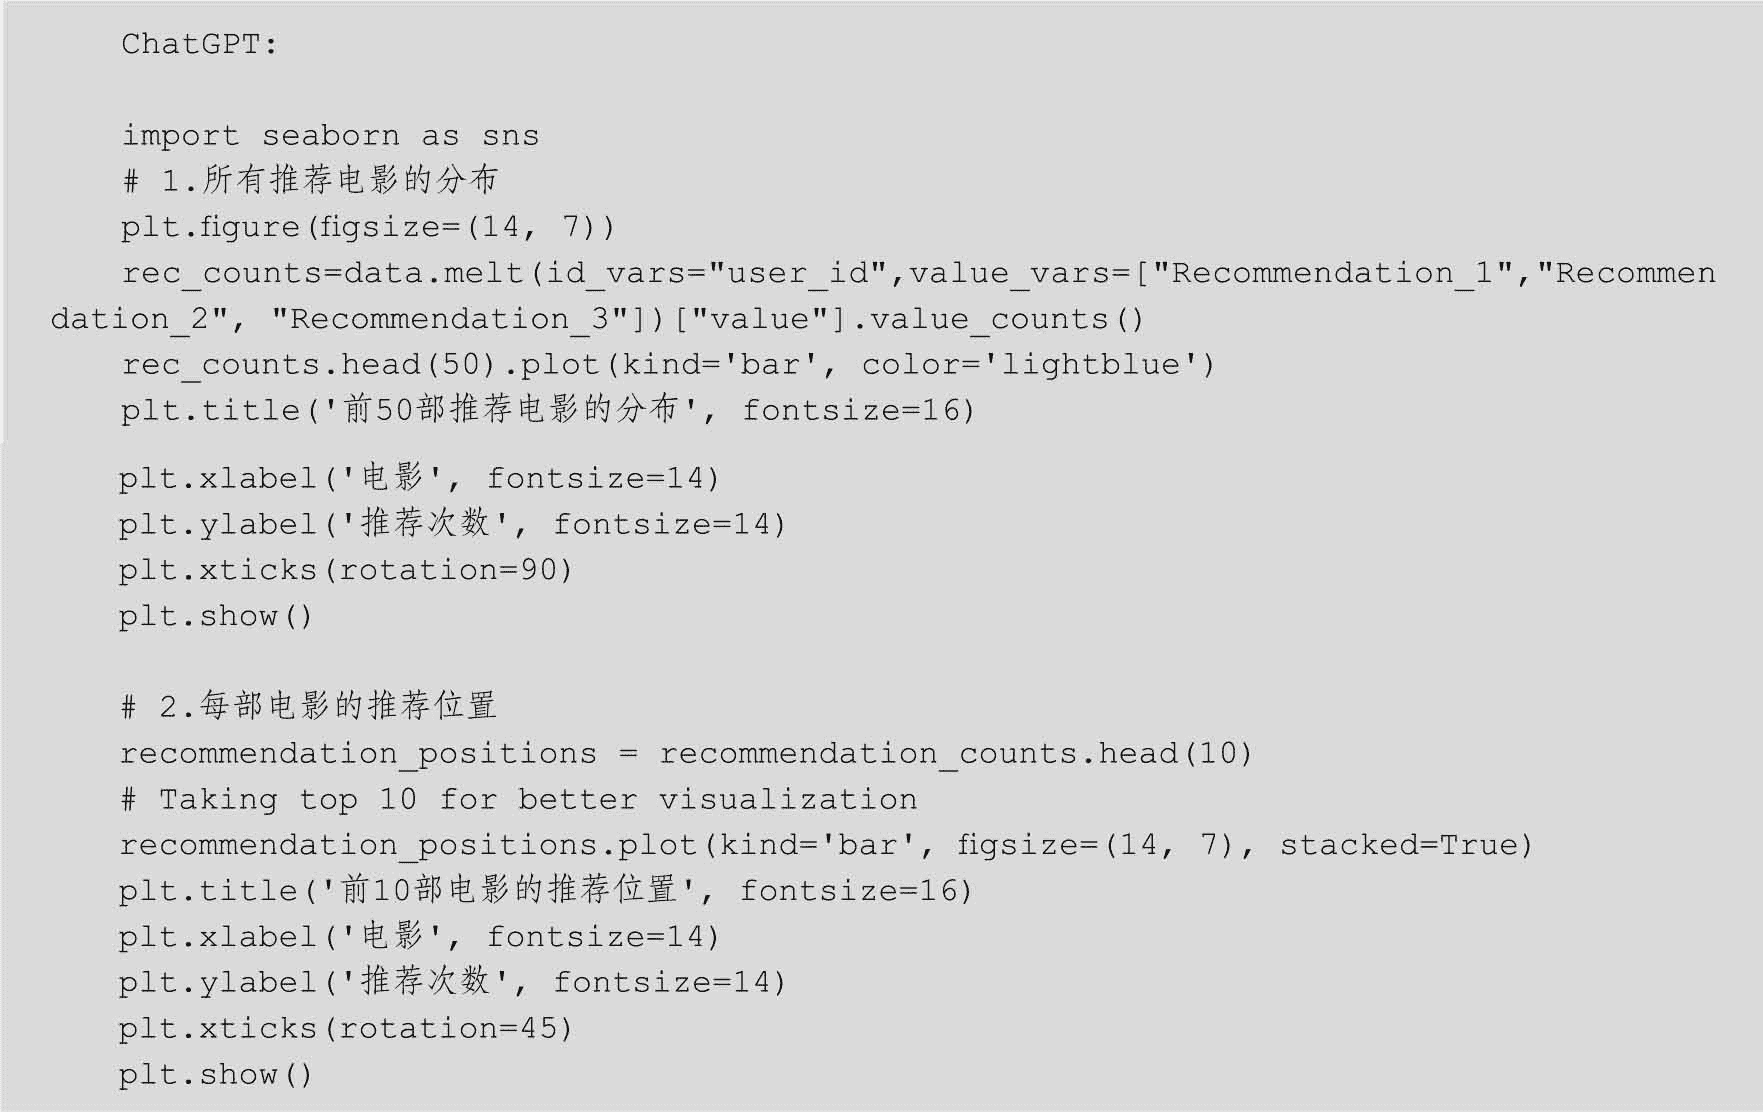 ChatGPT:
import seaborn as sns
# 1.所有推荐电影的分布
plt.figure(figsize=(14, 7))
rec_counts=data.melt(id_vars="user_id",value_vars=["Recommendation_1","Recommen
dation_2", "Recommendation_3"])["value"].value_counts()
rec_counts.head(50).plot(kind='bar', color='lightblue')
plt.title('前50部推荐电影的分布', fontsize=16)
plt.xlabel('电影', fontsize=14)
plt.ylabel('推荐次数', fontsize=14)
plt.xticks(rotation=90)
plt.show()
# 2.每部电影的推荐位置
recommendation_positions = recommendation_counts.head(10)
# Taking top 10 for better visualization
recommendation_positions.plot(kind='bar', figsize=(14, 7), stacked=True)
plt.title('前10部电影的推荐位置', fontsize=16)
plt.xlabel('电影', fontsize=14)
plt.ylabel('推荐次数', fontsize=14)
plt.xticks(rotation=45)
plt.show()